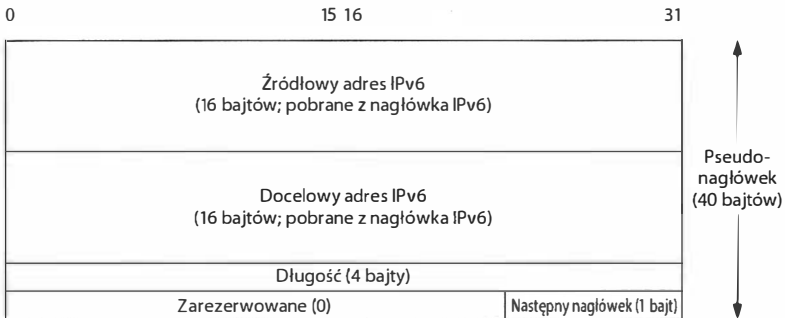 0 15 16 31
Źródłowy adres IPv6
(16 bajtów; pobrane z nagłówka IPv6)
Docelowy adres IPv6
(16 bajtów; pobrane z nagłówka IPv6)
Długość (4 bajty)
Zarezerwowane (0) Następny nagłówek (1 bajt)
Pseudo-
nagłówek
(40 bajtów)